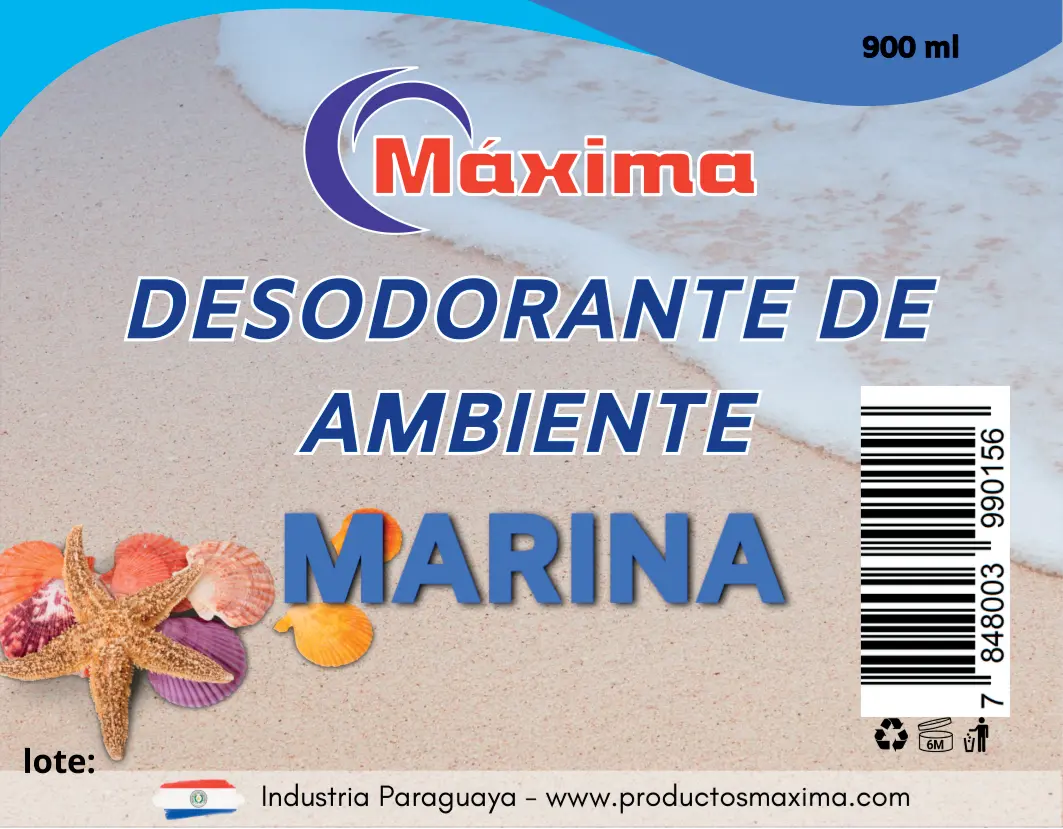 900 ml
Máxima
DESODORANTE DE
AMBIENTE
MARINA
7 848003 990156
6M
lote:
Industria Paraguaya - www.productosmaxima.com